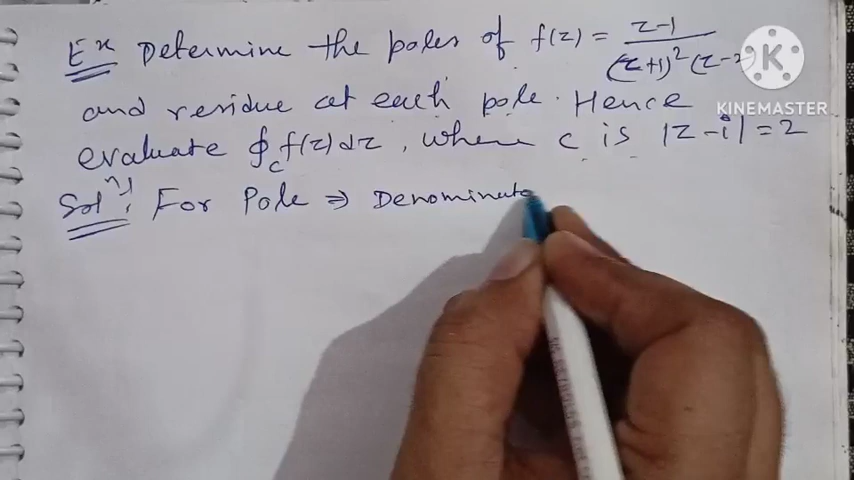 Ex Determine the poles of f(z) = z-1 / (z+1)² (z-
and residue at each pole. Hence
evaluate ∮c f(z) dz, where c is |z-i| = 2
Solⁿ: For Pole ⇒ Denominato
K
KINEMASTER